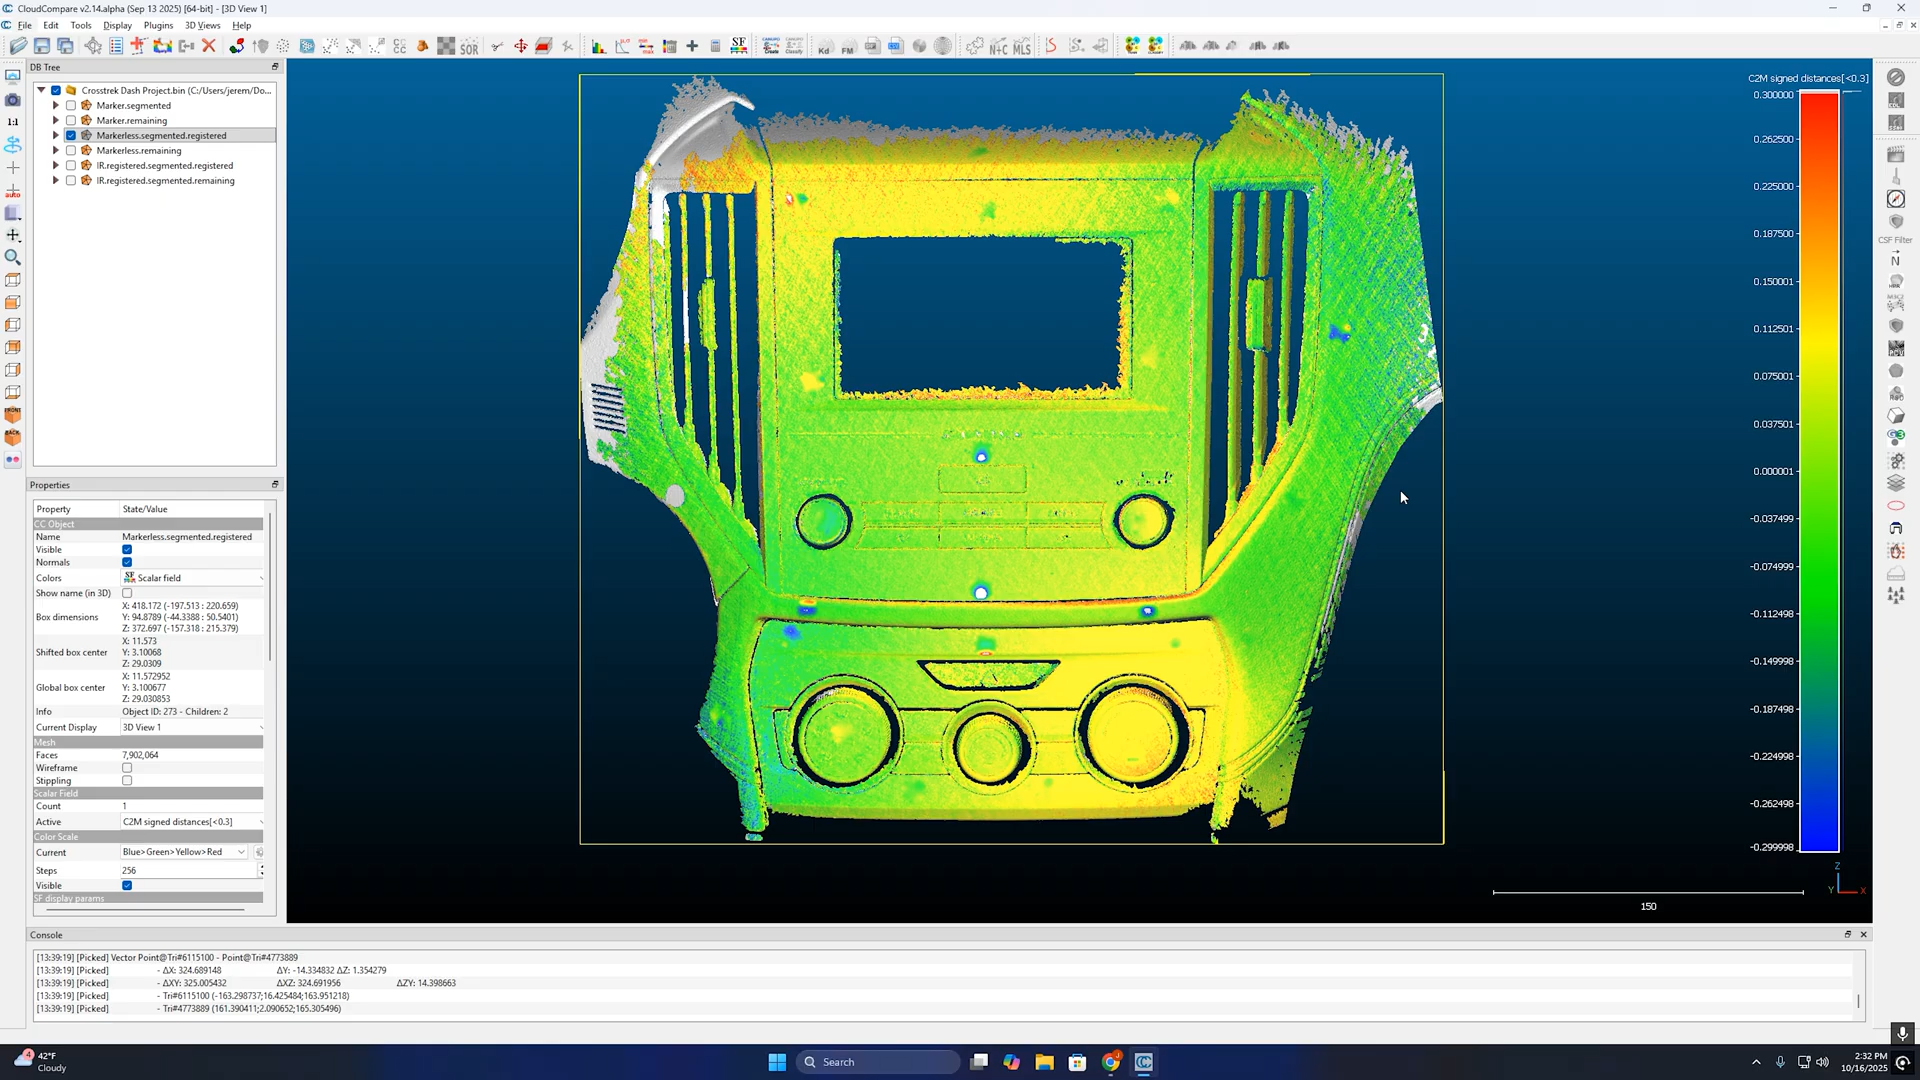 CloudCompare v2.14.alpha (Sep 13 2025) [64-bit] - [3D View 1]
File Edit Tools Display Plugins 3D Views Help
SOR SF Kd FM N+C MLS
DB Tree
Crosstrek Dash Project.bin (C:/Users/jerem/Do...
Marker.segmented
Marker.remaining
Markerless.segmented.registered
Markerless.remaining
IR.registered.segmented.registered
IR.registered.segmented.remaining
1:1
auto
FRONT
BACK
Properties
Property State/Value
CC Object
Name Markerless.segmented.registered
Visible
Normals
Colors SF Scalar field
Show name (in 3D)
Box dimensions
X: 418.172 (-197.513 : 220.659)
Y: 94.8789 (-44.3388 : 50.5401)
Z: 372.697 (-157.318 : 215.379)
Shifted box center
X: 11.573
Y: 3.10068
Z: 29.0309
Global box center
X: 11.572952
Y: 3.100677
Z: 29.030853
Info Object ID: 273 - Children: 2
Current Display 3D View 1
Mesh
Faces 7,902,064
Wireframe
Stippling
Scalar Field
Count 1
Active C2M signed distances[<0.3]
Color Scale
Current Blue>Green>Yellow>Red
Steps 256
Visible
SF display params
C2M signed distances[<0.3]
0.300000
0.262500
0.225000
0.187500
0.150001
0.112501
0.075001
0.037501
0.000001
-0.037499
-0.074999
-0.112498
-0.149998
-0.187498
-0.224998
-0.262498
-0.299998
Z
Y X
150
CSF Filter
N
Console
[13:39:19] [Picked] Vector Point@Tri#6115100 - Point@Tri#4773889
[13:39:19] [Picked] - ΔX: 324.689148 ΔY: -14.334832 ΔZ: 1.354279
[13:39:19] [Picked] - ΔXY: 325.005432 ΔXZ: 324.691956 ΔZY: 14.398663
[13:39:19] [Picked] - Tri#6115100 (-163.298737;16.425484;163.951218)
[13:39:19] [Picked] - Tri#4773889 (161.390411;2.090652;165.305496)
4
42°F
Cloudy
Search
2:32 PM
10/16/2025